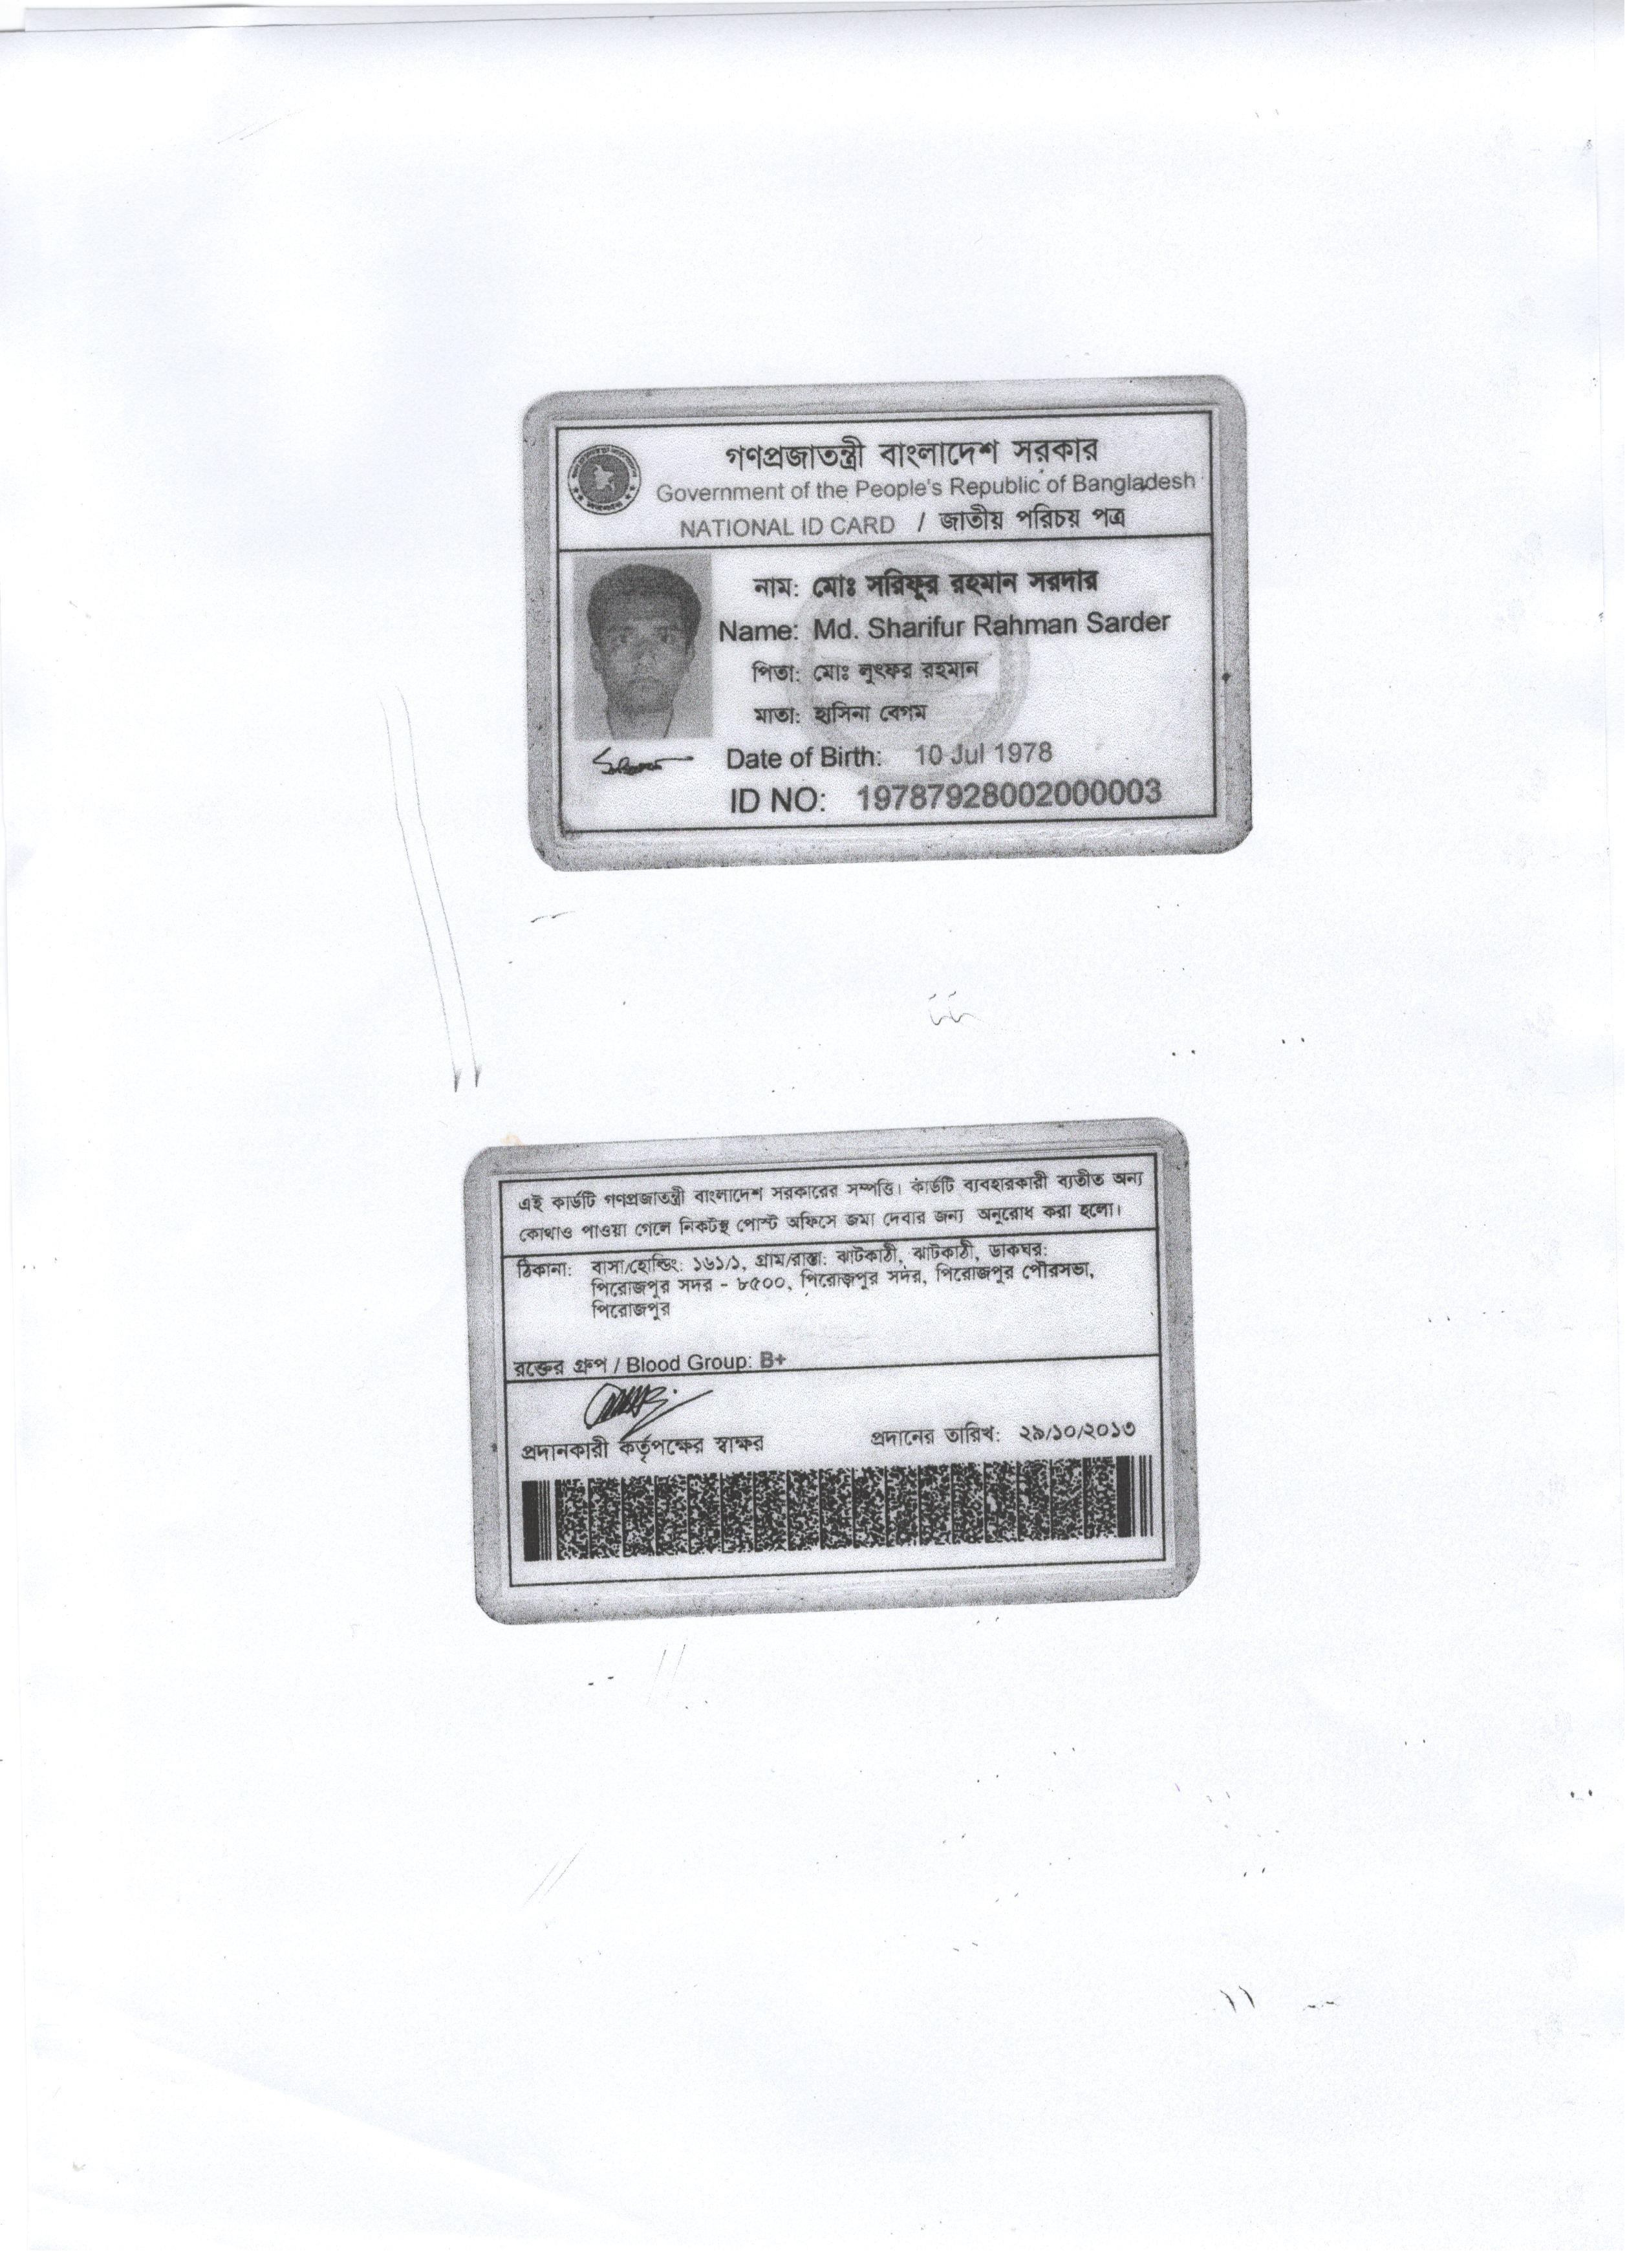 গণপ্রজাতন্ত্রী বাংলাদেশ সরকার
Government of the People's Republic of Bangladesh
NATIONAL ID CARD / জাতীয় পরিচয় পত্র
নাম: মোঃ সরিফুর রহমান সরদার
Name: Md. Sharifur Rahman Sarder
পিতা: মোঃ লুৎফর রহমান
মাতা: হাসিনা বেগম
Date of Birth: 10 Jul 1978
ID NO: 19787928002000003
এই কার্ডটি গণপ্রজাতন্ত্রী বাংলাদেশ সরকারের সম্পত্তি। কার্ডটি ব্যবহারকারী ব্যতীত অন্য
কোথাও পাওয়া গেলে নিকটস্থ পোস্ট অফিসে জমা দেবার জন্য অনুরোধ করা হলো।
ঠিকানা: বাসা/হোল্ডিং: ১৬১/১, গ্রাম/রাস্তা: ঝাটকাঠী, ঝাটকাঠী, ডাকঘর:
পিরোজপুর সদর - ৮৫০০, পিরোজপুর সদর, পিরোজপুর পৌরসভা,
পিরোজপুর
রক্তের গ্রুপ / Blood Group: B+
প্রদানকারী কর্তৃপক্ষের স্বাক্ষর
প্রদানের তারিখ: ২৯/১০/২০১৩